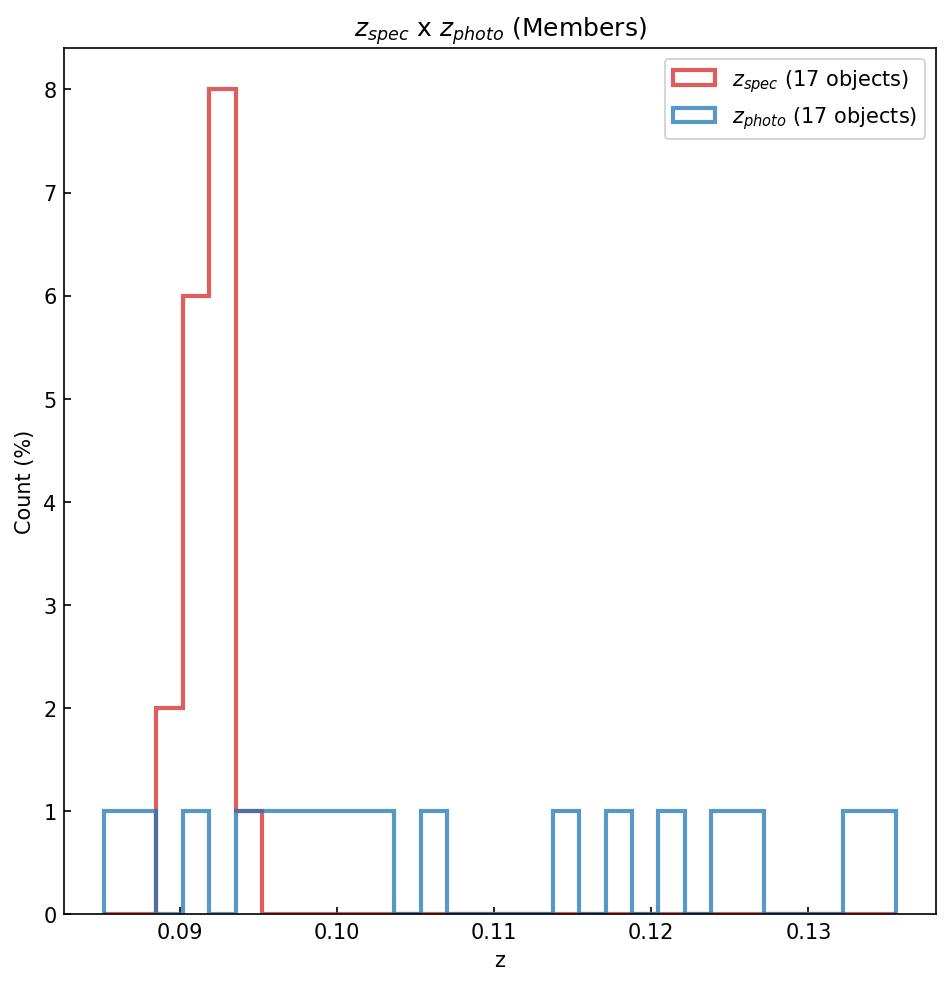 z_spec x z_photo (Members)
z_spec (17 objects)
z_photo (17 objects)
Count (%)
8
7
6
5
4
3
2
1
0
0.09 0.10 0.11 0.12 0.13
z